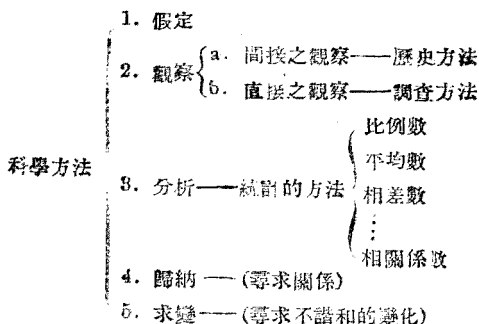 1. 假定
2. 觀察
a. 間接之觀察——歷史方法
b. 直接之觀察——調查方法
科學方法
3. 分析——統計的方法
比例數
平均數
相差數
⋮
相關係數
4. 歸納——(尋求關係)
5. 求變——(尋求不諧和的變化)